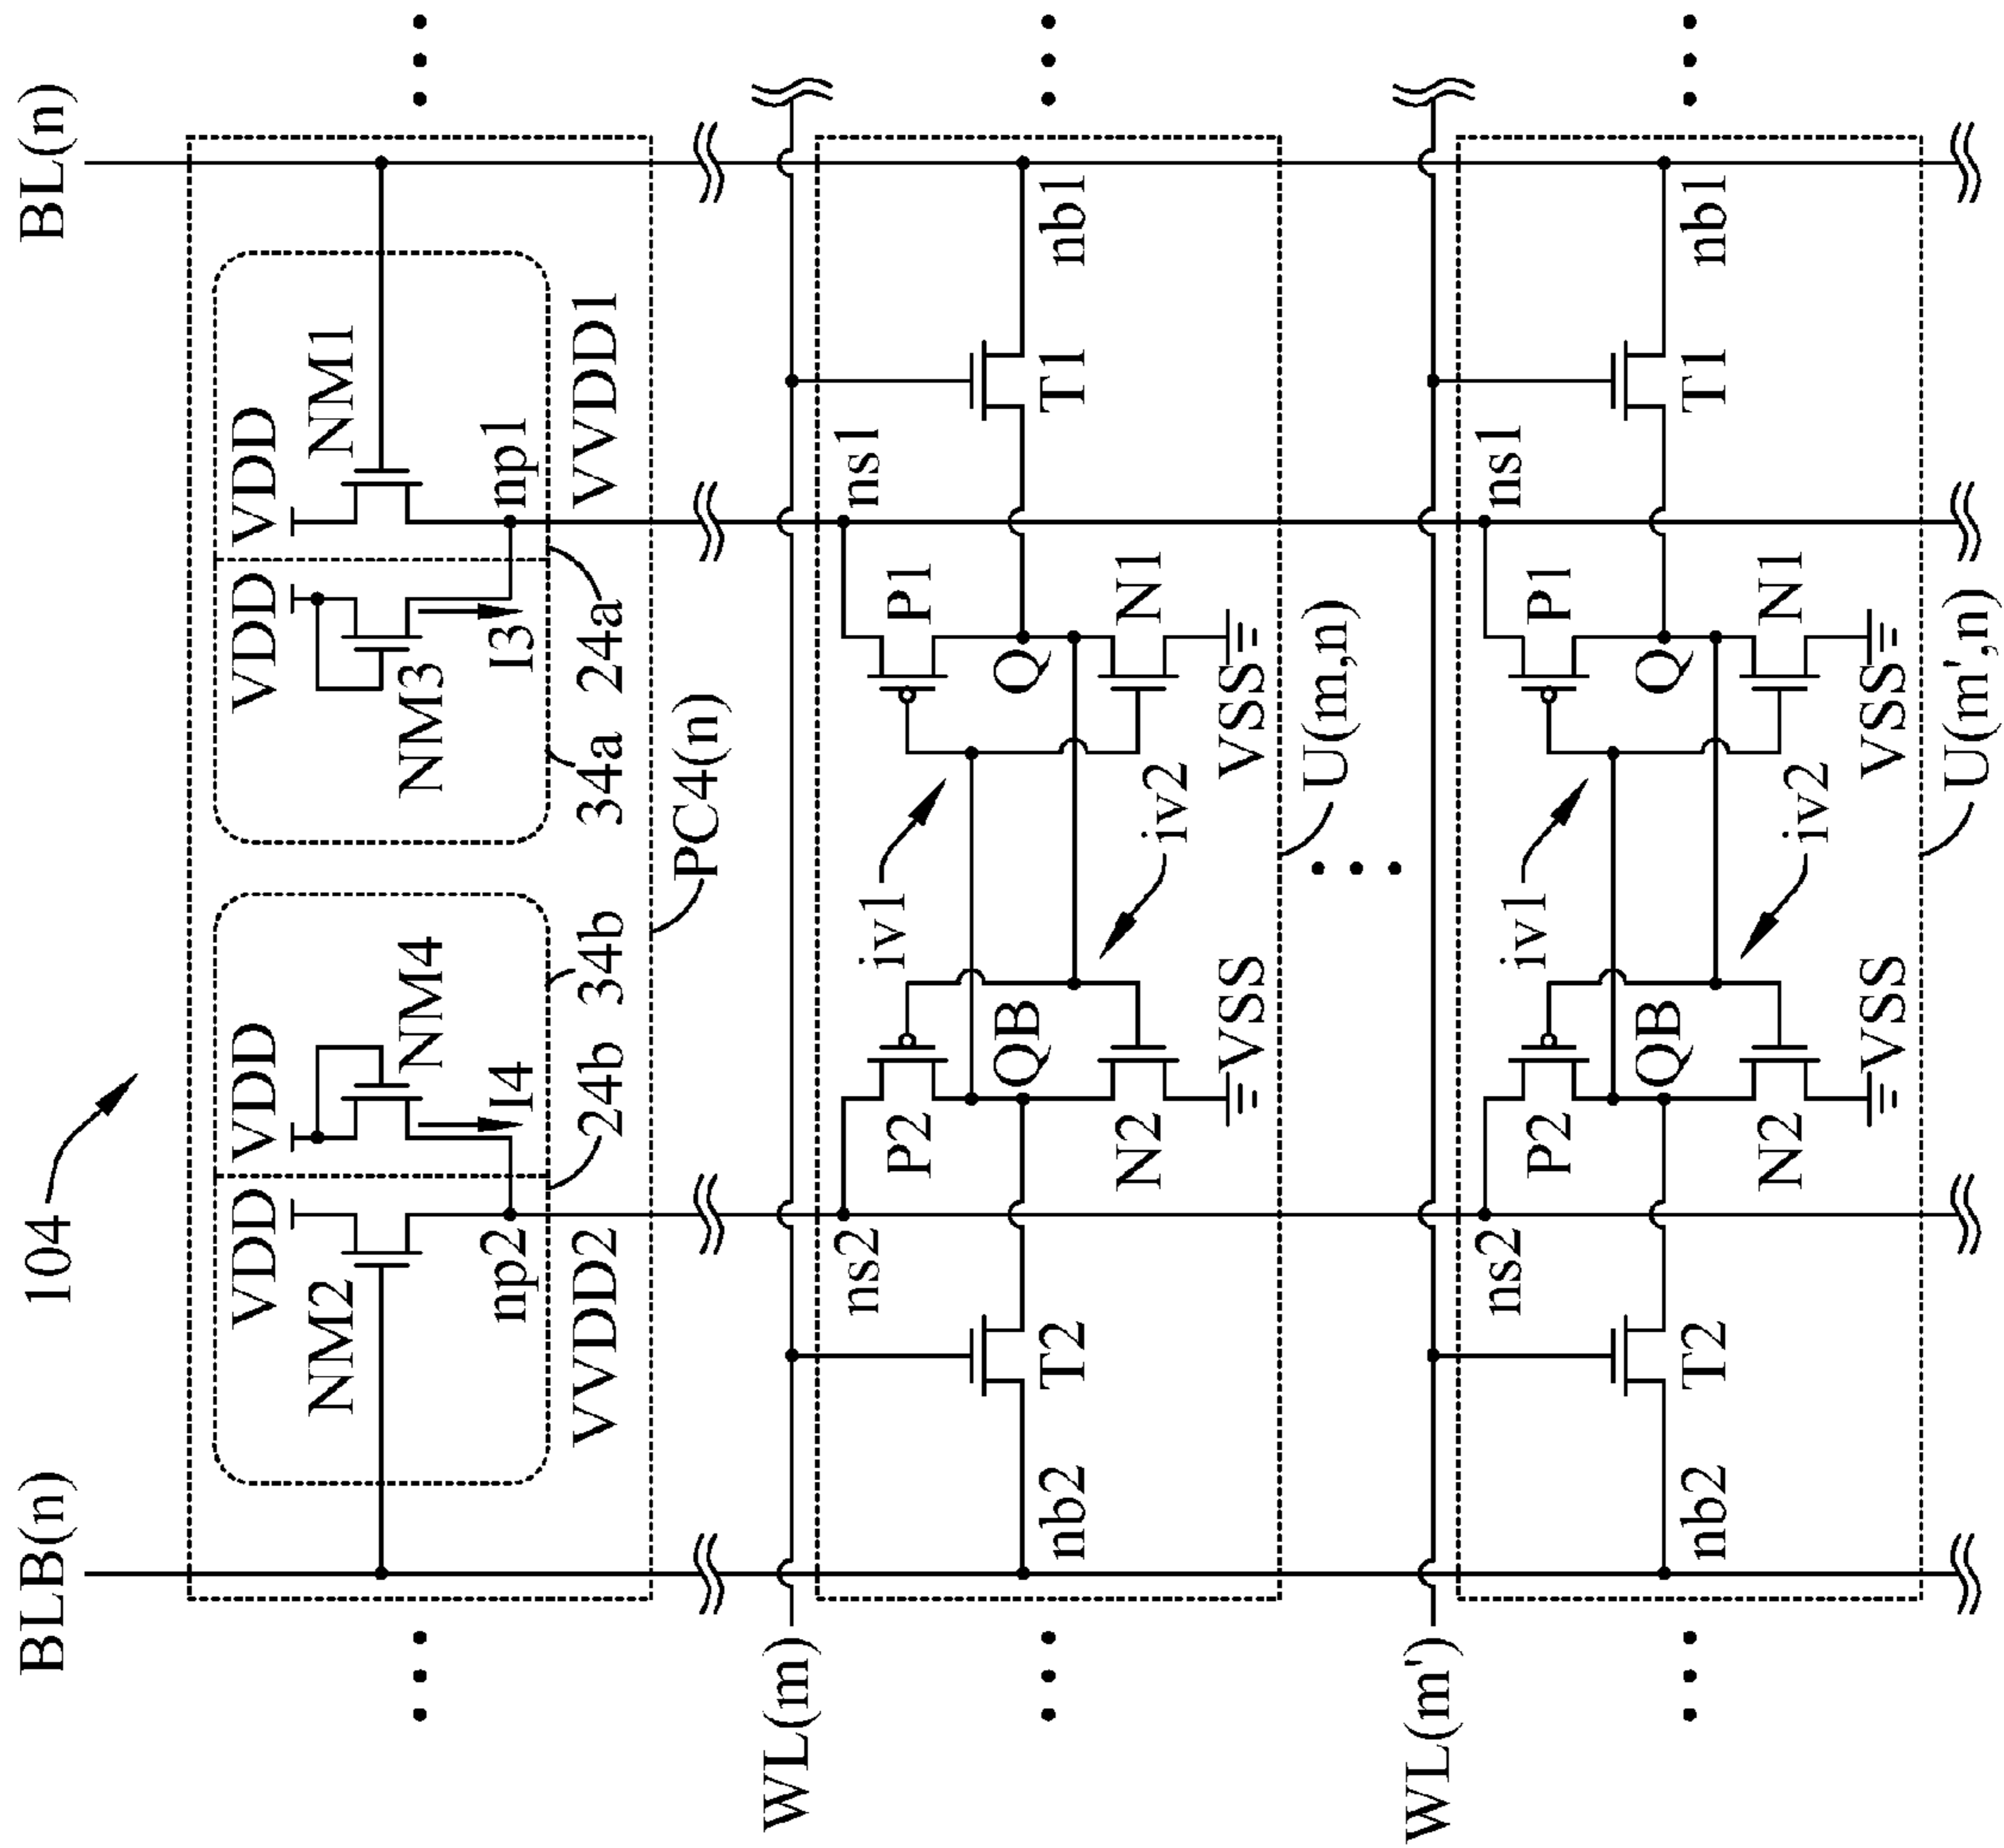 104
BLB(n)
BL(n)
VDD
VDD
VDD
VDD
NM2
NM4
NM3
NM1
np2
I4
I3
np1
VVDD2
24b
34b
34a
24a
VVDD1
PC4(n)
WL(m)
ns2
ns1
P2
iv1
P1
QB
Q
nb2
T2
T1
nb1
N2
iv2
N1
VSS
VSS
U(m,n)
WL(m')
ns2
ns1
P2
iv1
P1
QB
Q
nb2
T2
T1
nb1
N2
iv2
N1
VSS
VSS
U(m',n)